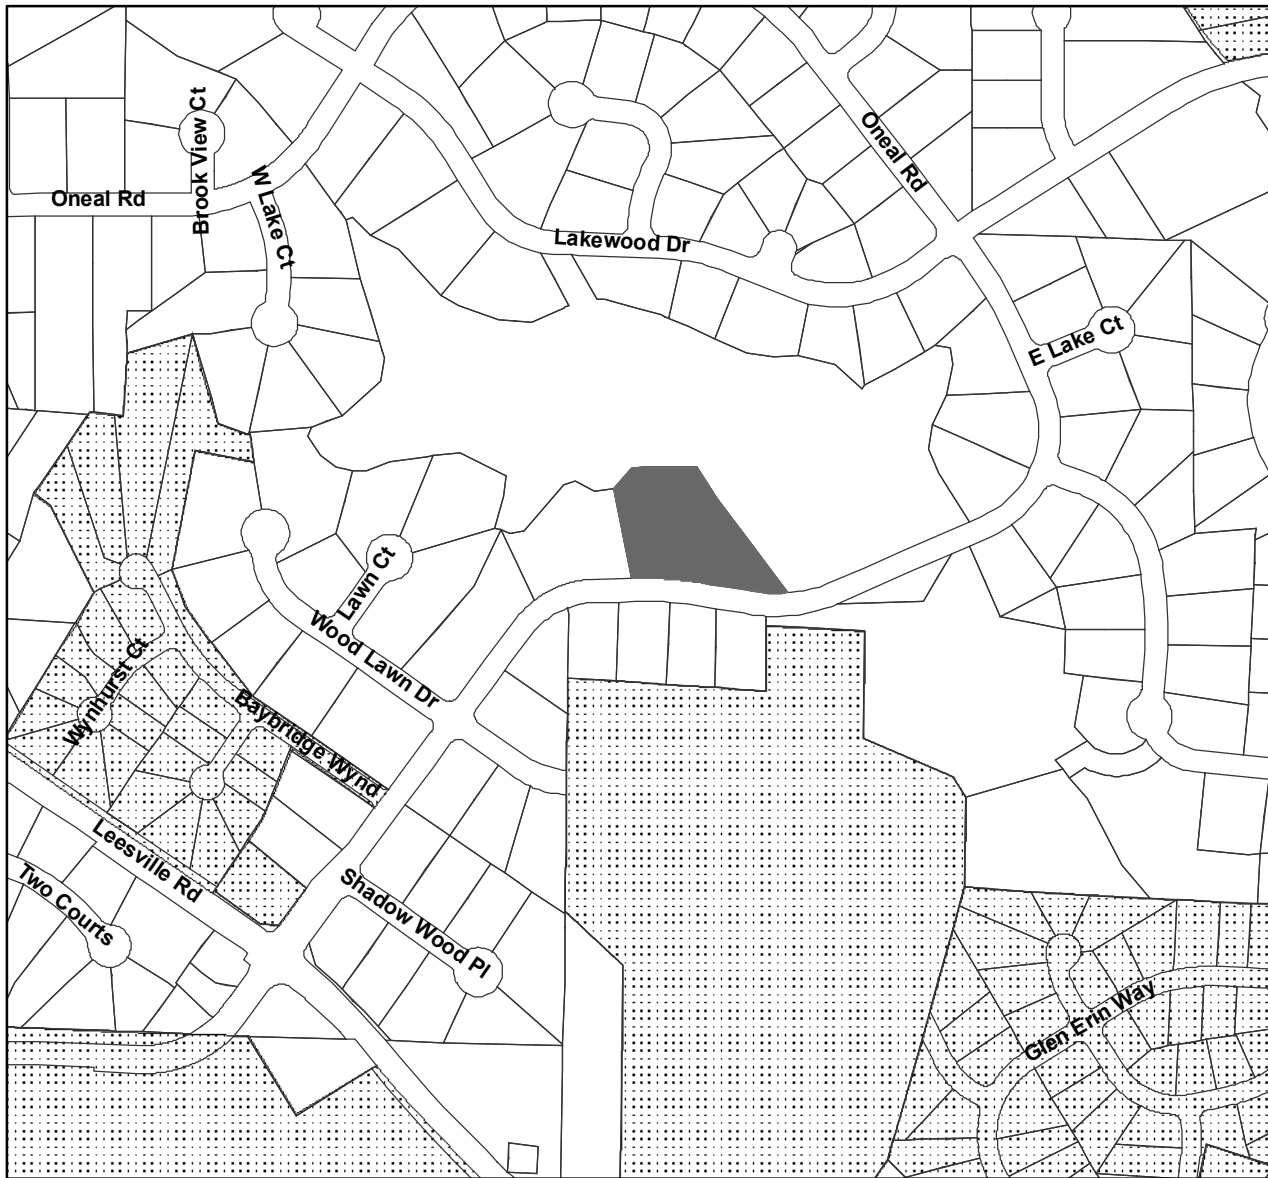 Oneal Rd
Brook View Ct
W Lake Ct
Lakewood Dr
Oneal Rd
E Lake Ct
Lawn Ct
Wood Lawn Dr
Wynhurst Ct
Baybridge Wynd
Leesville Rd
Two Courts
Shadow Wood Pl
Glen Erin Way